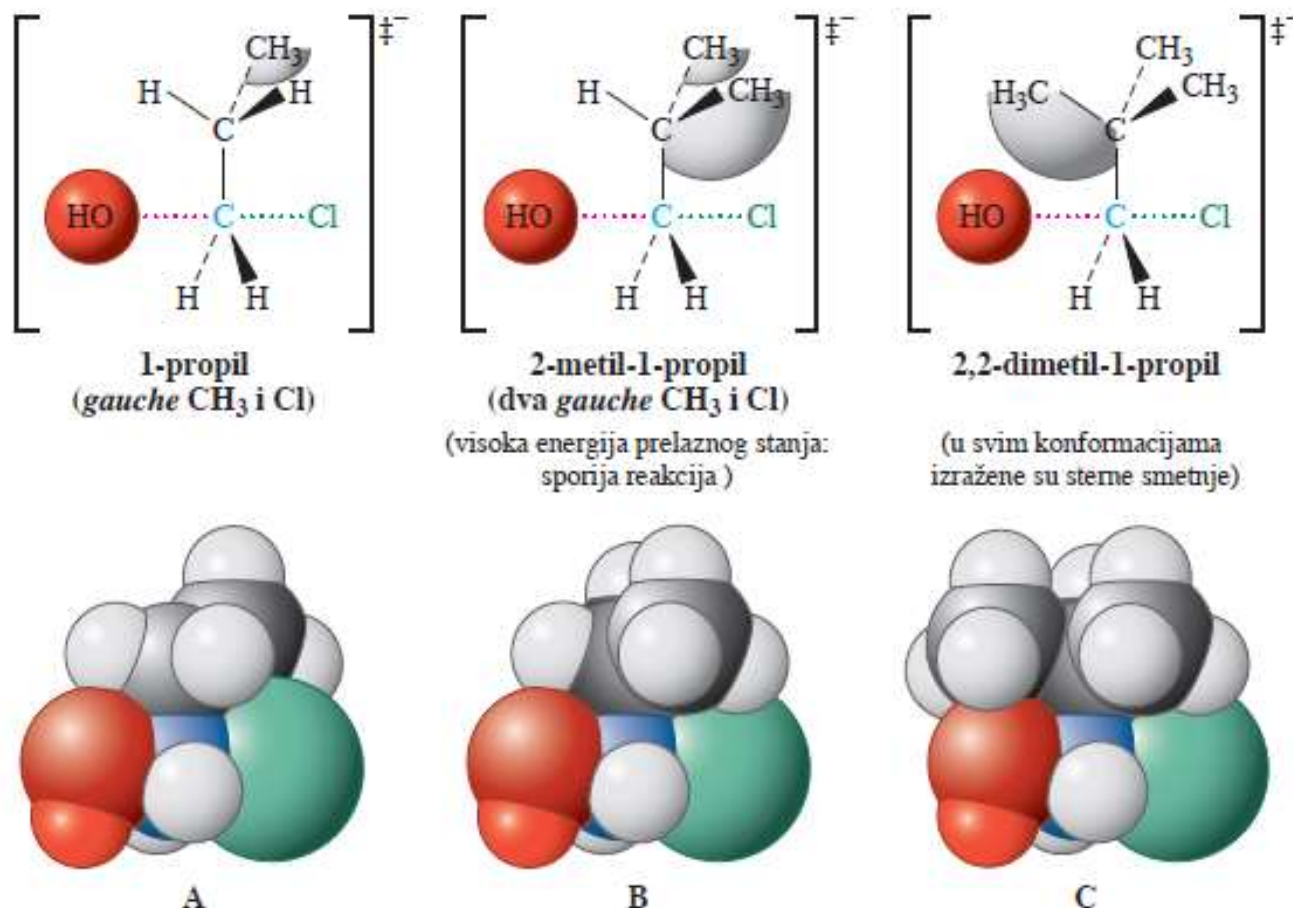 ‡−
CH3
H
H
C
HO
C
Cl
H
H
1-propil
(gauche CH3 i Cl)
‡−
CH3
H
CH3
C
HO
C
Cl
H
H
2-metil-1-propil
(dva gauche CH3 i Cl)
(visoka energija prelaznog stanja:
sporija reakcija )
‡−
CH3
H3C
CH3
C
HO
C
Cl
H
H
2,2-dimetil-1-propil
(u svim konformacijama
izražene su sterne smetnje)
A
B
C